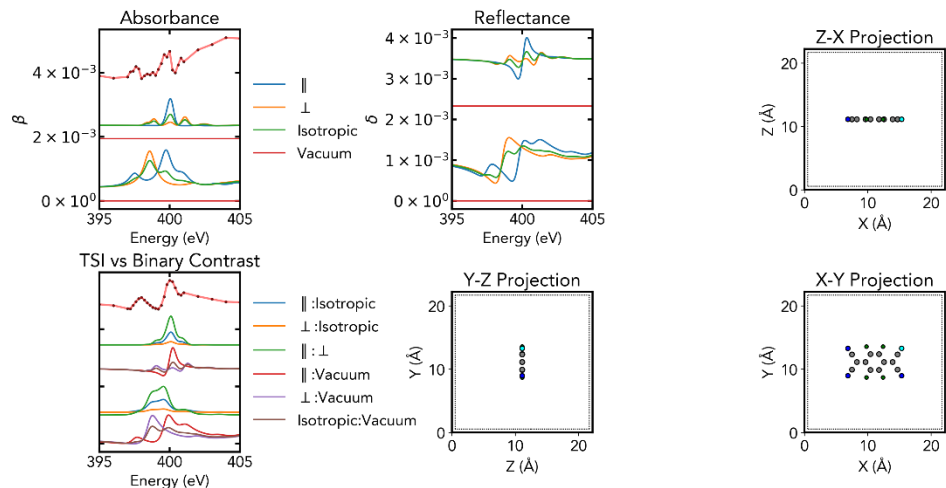 Absorbance
4 × 10⁻³
2 × 10⁻³
0 × 10⁰
β
395 400 405
Energy (eV)
∥
⊥
Isotropic
Vacuum
Reflectance
4 × 10⁻³
3 × 10⁻³
2 × 10⁻³
1 × 10⁻³
0 × 10⁰
δ
395 400 405
Energy (eV)
Z-X Projection
20
10
0
Z (Å)
0 10 20
X (Å)
TSI vs Binary Contrast
395 400 405
Energy (eV)
∥:Isotropic
⊥:Isotropic
∥:⊥
∥:Vacuum
⊥:Vacuum
Isotropic:Vacuum
Y-Z Projection
20
10
0
Y (Å)
0 10 20
Z (Å)
X-Y Projection
20
10
0
Y (Å)
0 10 20
X (Å)